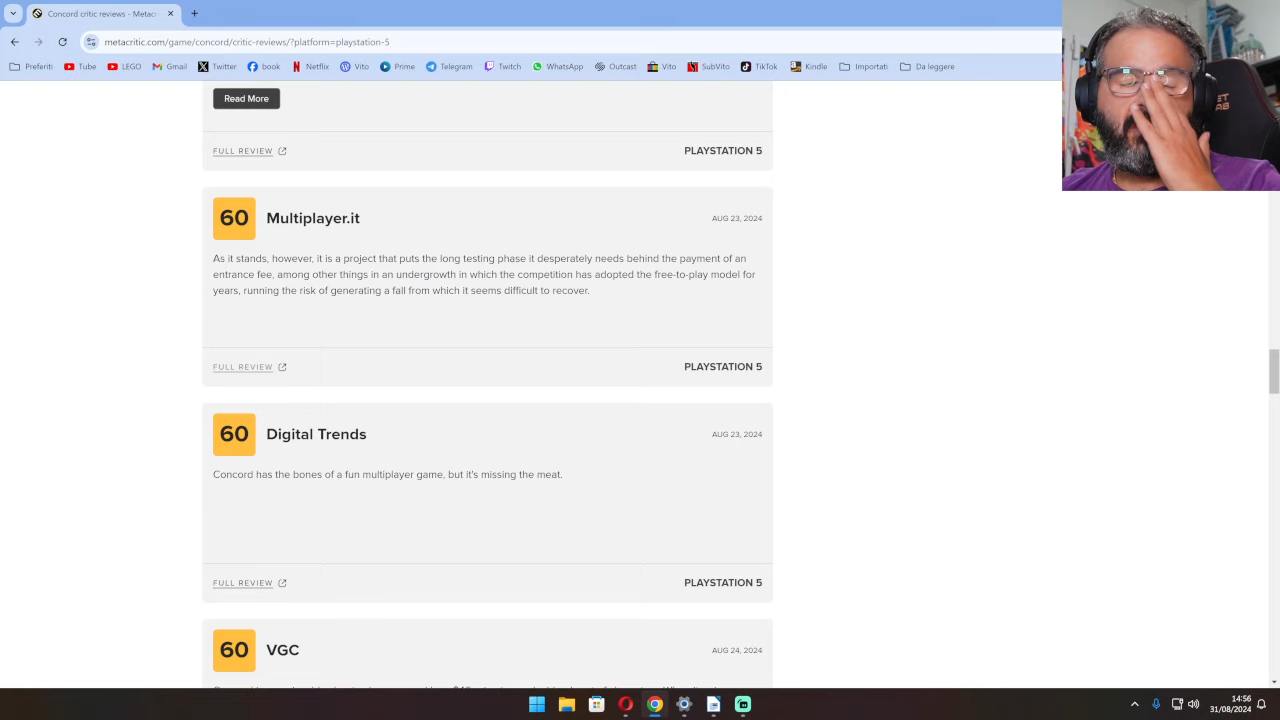 Concord critic reviews - Metacr
metacritic.com/game/concord/critic-reviews/?platform=playstation-5
Preferiti Tube LEGO Gmail Twitter book Netflix Vito Prime Telegram Twitch WhatsApp Outcast Vito SubVito TikTok Kindle Importati Da leggere
Read More
FULL REVIEW PLAYSTATION 5
60 Multiplayer.it AUG 23, 2024
As it stands, however, it is a project that puts the long testing phase it desperately needs behind the payment of an
entrance fee, among other things in an undergrowth in which the competition has adopted the free-to-play model for
years, running the risk of generating a fall from which it seems difficult to recover.
FULL REVIEW PLAYSTATION 5
60 Digital Trends AUG 23, 2024
Concord has the bones of a fun multiplayer game, but it's missing the meat.
FULL REVIEW PLAYSTATION 5
60 VGC AUG 24, 2024
14:56
31/08/2024